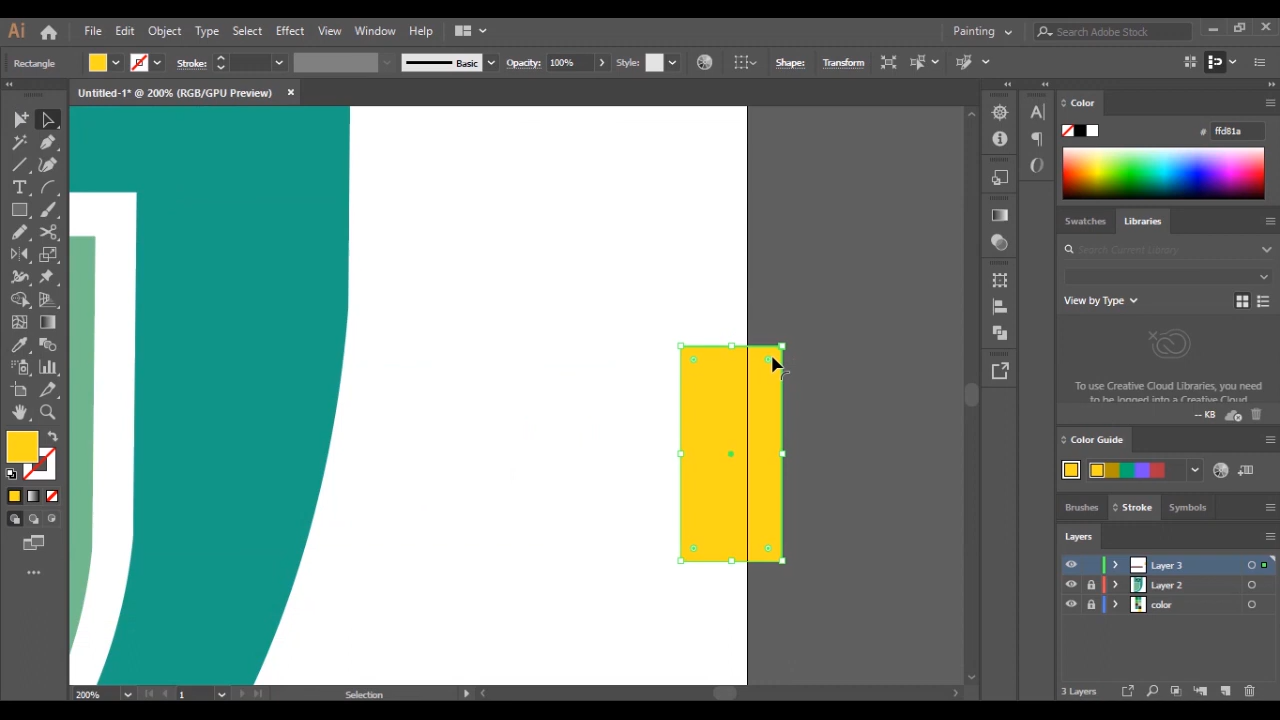 Ai File Edit Object Type Select Effect View Window Help Painting Search Adobe Stock
Rectangle Stroke: Basic Opacity: 100% Style: Shape: Transform
Untitled-1* @ 200% (RGB/GPU Preview)
Color
# ffd81a
Swatches Libraries
Search Current Library
View by Type
To use Creative Cloud Libraries, you need
to be logged into a Creative Cloud
-- KB
Color Guide
Brushes Stroke Symbols
Layers
Layer 3
Layer 2
color
200% 1 Selection 3 Layers